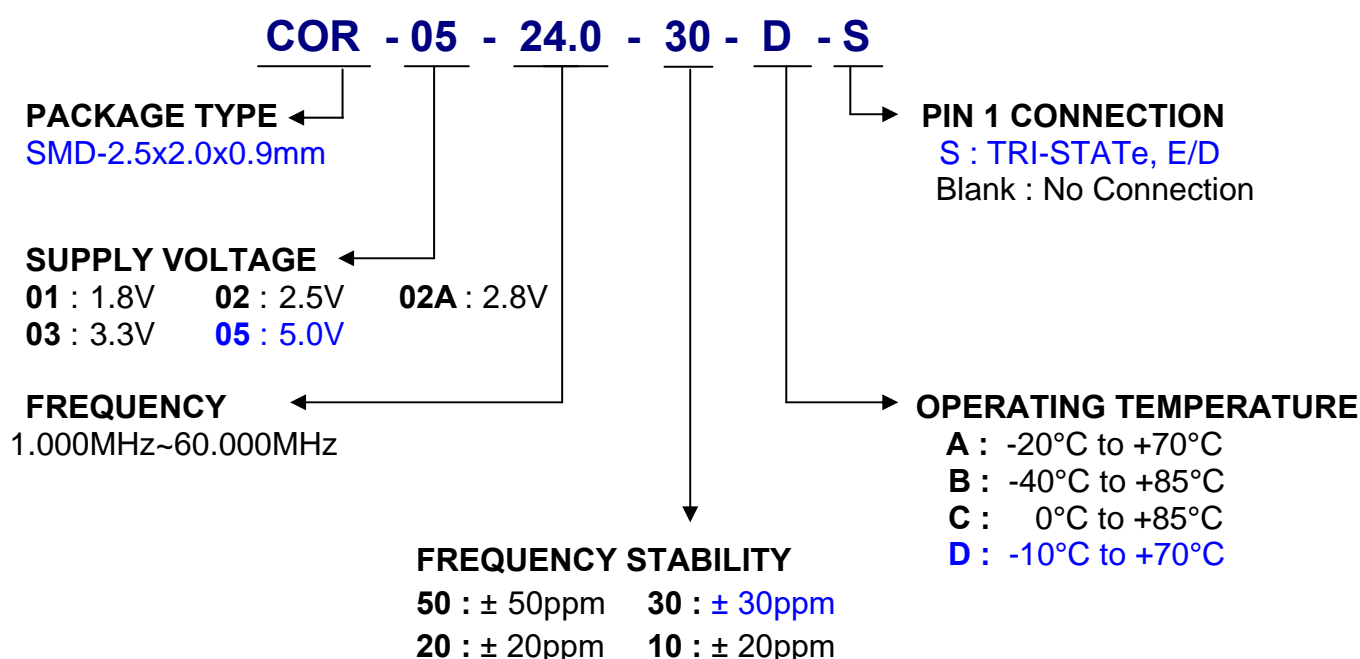 COR - 05 - 24.0 - 30 - D - S
PACKAGE TYPE
SMD-2.5x2.0x0.9mm
PIN 1 CONNECTION
S : TRI-STATe, E/D
Blank : No Connection
SUPPLY VOLTAGE
01 : 1.8V 02 : 2.5V 02A : 2.8V
03 : 3.3V 05 : 5.0V
FREQUENCY
1.000MHz~60.000MHz
OPERATING TEMPERATURE
A : -20°C to +70°C
B : -40°C to +85°C
C : 0°C to +85°C
D : -10°C to +70°C
FREQUENCY STABILITY
50 : ± 50ppm 30 : ± 30ppm
20 : ± 20ppm 10 : ± 20ppm